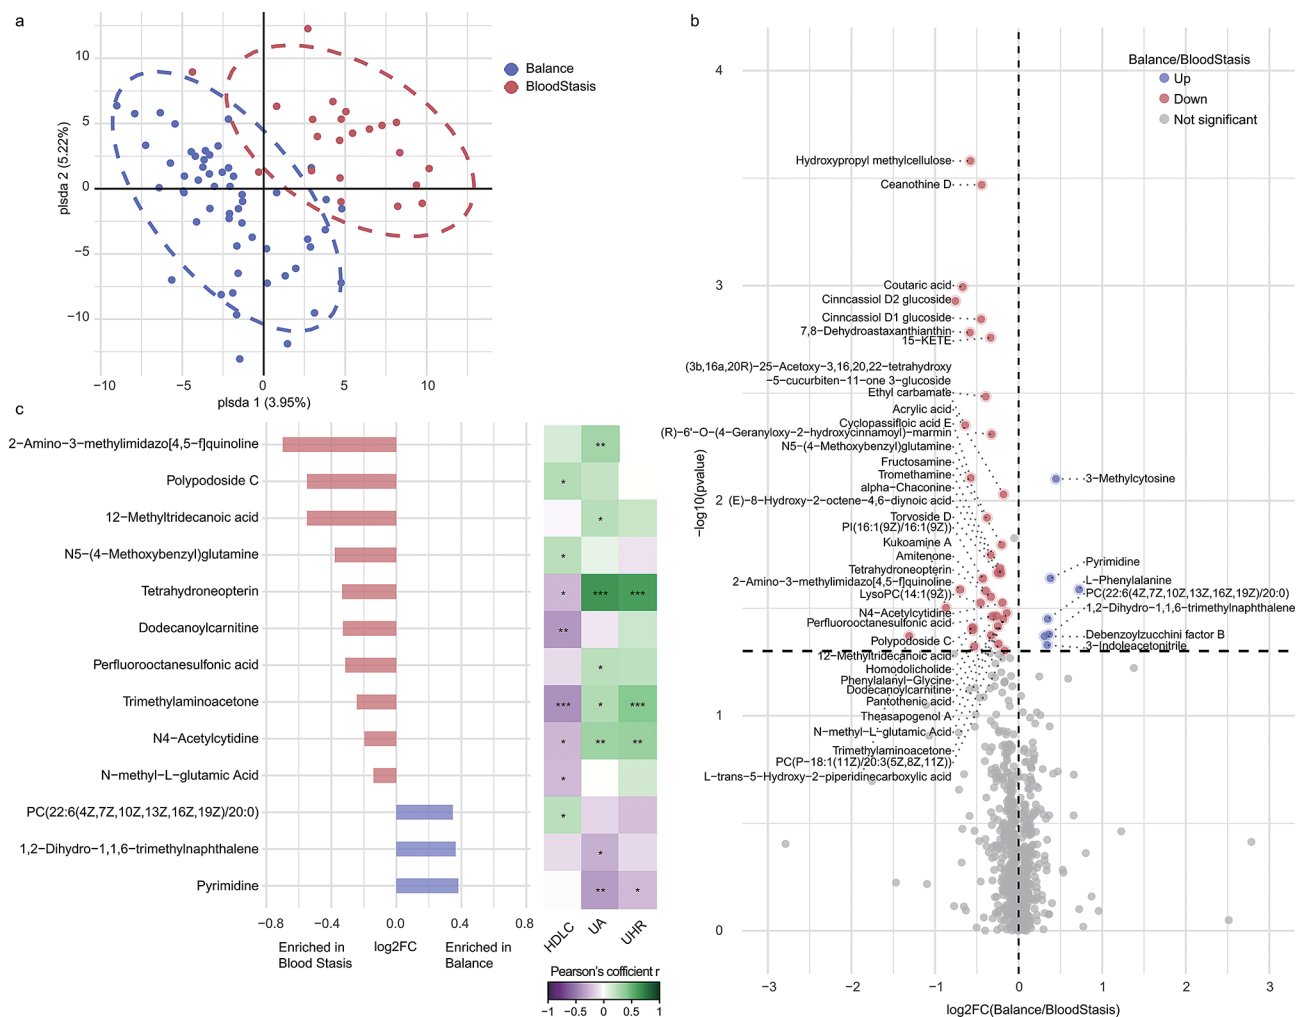 a
10
5
0
−5
−10
−10
−5
0
5
10
plsda 2 (5.22%)
plsda 1 (3.95%)
Balance
BloodStasis
b
Balance/BloodStasis
Up
Down
Not significant
4
3
2
1
0
−log10(pvalue)
Hydroxypropyl methylcellulose
Ceanothine D
Coutaric acid
Cinncassiol D2 glucoside
Cinncassiol D1 glucoside
7,8−Dehydroastaxanthianthin
15−KETE
(3b,16a,20R)−25−Acetoxy−3,16,20,22−tetrahydroxy
−5−cucurbiten−11−one 3−glucoside
Ethyl carbamate
Acrylic acid
Cyclopassifloic acid E
(R)−6'−O−(4−Geranyloxy−2−hydroxycinnamoyl)−marmin
N5−(4−Methoxybenzyl)glutamine
Fructosamine
Tromethamine
alpha−Chaconine
(E)−8−Hydroxy−2−octene−4,6−diynoic acid
Torvoside D
PI(16:1(9Z)/16:1(9Z))
Kukoamine A
Amitenone
Tetrahydroneopterin
2−Amino−3−methylimidazo[4,5−f]quinoline
LysoPC(14:1(9Z))
N4−Acetylcytidine
Perfluorooctanesulfonic acid
Polypodoside C
12−Methyltridecanoic acid
Homodolicholide
Phenylalanyl−Glycine
Dodecanoylcarnitine
Pantothenic acid
Theasapogenol A
N−methyl−L−glutamic Acid
Trimethylaminoacetone
PC(P−18:1(11Z)/20:3(5Z,8Z,11Z))
L−trans−5−Hydroxy−2−piperidinecarboxylic acid
3−Methylcytosine
Pyrimidine
L−Phenylalanine
PC(22:6(4Z,7Z,10Z,13Z,16Z,19Z)/20:0)
1,2−Dihydro−1,1,6−trimethylnaphthalene
Debenzoylzucchini factor B
3−Indoleacetonitrile
−3
−2
−1
0
1
2
3
log2FC(Balance/BloodStasis)
c
2−Amino−3−methylimidazo[4,5−f]quinoline
**
Polypodoside C
*
12−Methyltridecanoic acid
*
N5−(4−Methoxybenzyl)glutamine
*
Tetrahydroneopterin
* *** ***
Dodecanoylcarnitine
**
Perfluorooctanesulfonic acid
*
Trimethylaminoacetone
*** * ***
N4−Acetylcytidine
* ** **
N−methyl−L−glutamic Acid
*
PC(22:6(4Z,7Z,10Z,13Z,16Z,19Z)/20:0)
*
1,2−Dihydro−1,1,6−trimethylnaphthalene
*
Pyrimidine
** *
−0.8
−0.4
0.0
0.4
0.8
Enriched in
Blood Stasis
log2FC
Enriched in
Balance
HDLC
UA
UHR
Pearson's cofficient r
−1 −0.5 0 0.5 1